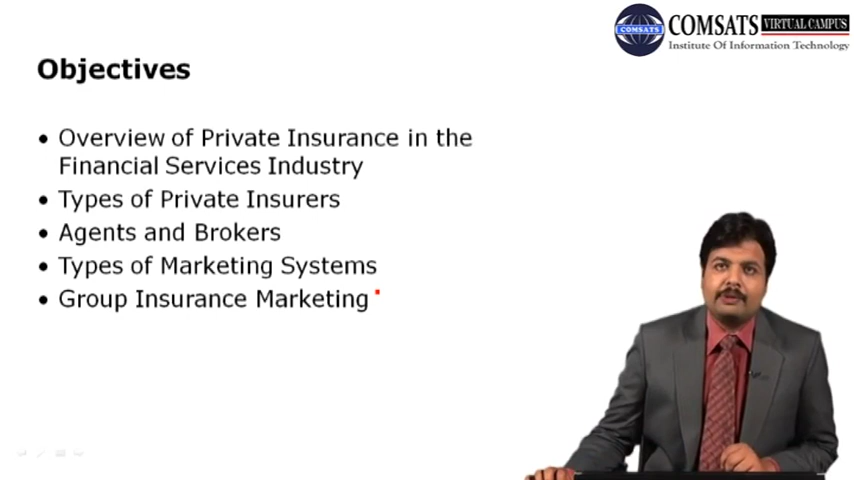 COMSATS
COMSATS VIRTUAL CAMPUS
Institute Of Information Technology
Objectives
• Overview of Private Insurance in the
Financial Services Industry
• Types of Private Insurers
• Agents and Brokers
• Types of Marketing Systems
• Group Insurance Marketing